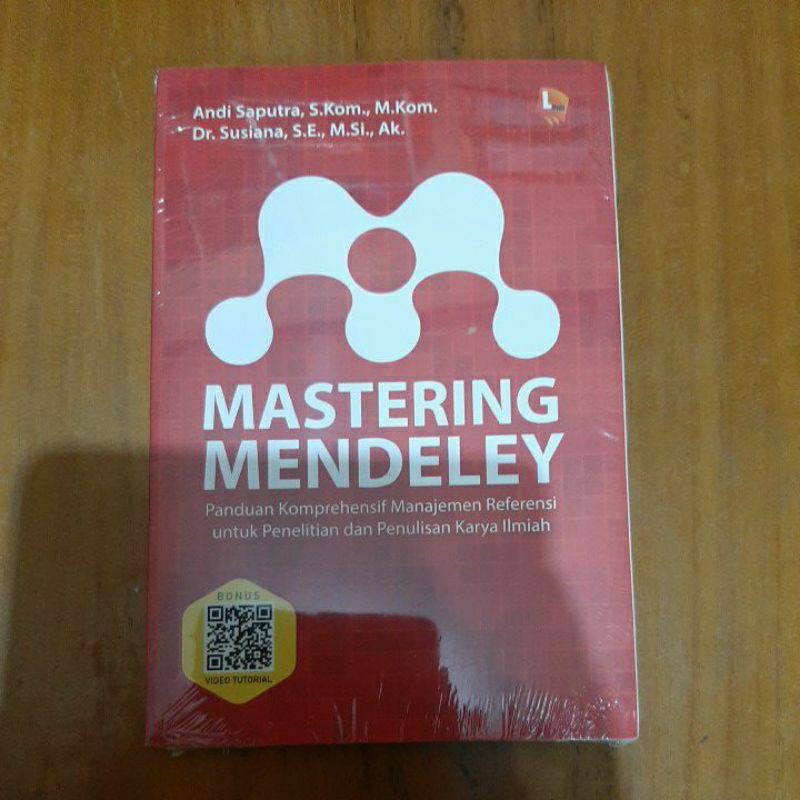 Andi Saputra, S.Kom., M.Kom.
Dr. Susiana, S.E., M.Si., Ak.
L
MASTERING
MENDELEY
Panduan Komprehensif Manajemen Referensi
untuk Penelitian dan Penulisan Karya Ilmiah
BONUS
VIDEO TUTORIAL